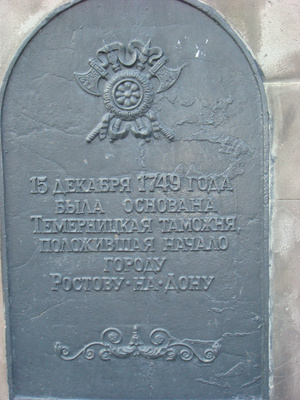 15 ДЕКАБРЯ 1749 ГОДА
БЫЛА ОСНОВАНА
ТЕМЕРНИЦКАЯ ТАМОЖНЯ,
ПОЛОЖИВШАЯ НАЧАЛО
ГОРОДУ
РОСТОВУ-НА-ДОНУ